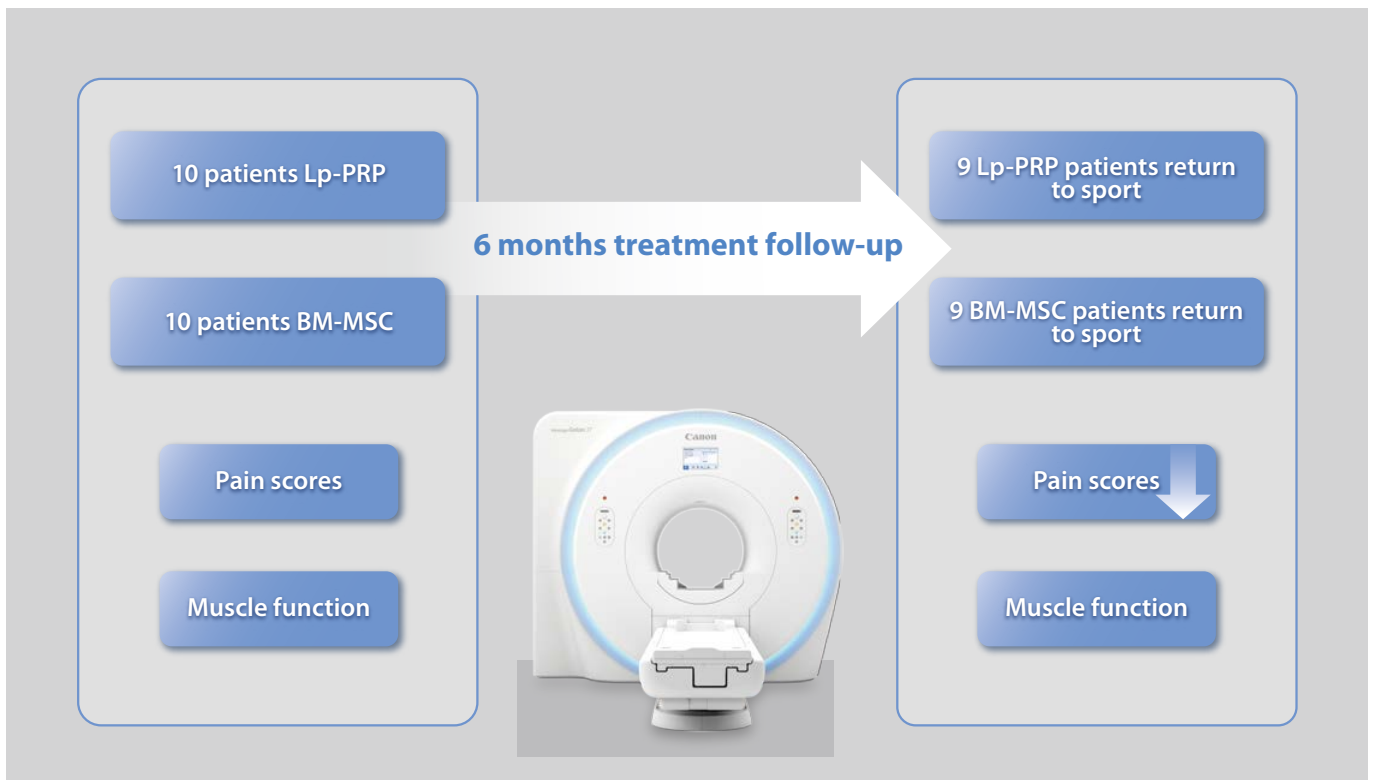 10 patients Lp-PRP
10 patients BM-MSC
Pain scores
Muscle function
6 months treatment follow-up
Canon
9 Lp-PRP patients return
to sport
9 BM-MSC patients return
to sport
Pain scores
Muscle function